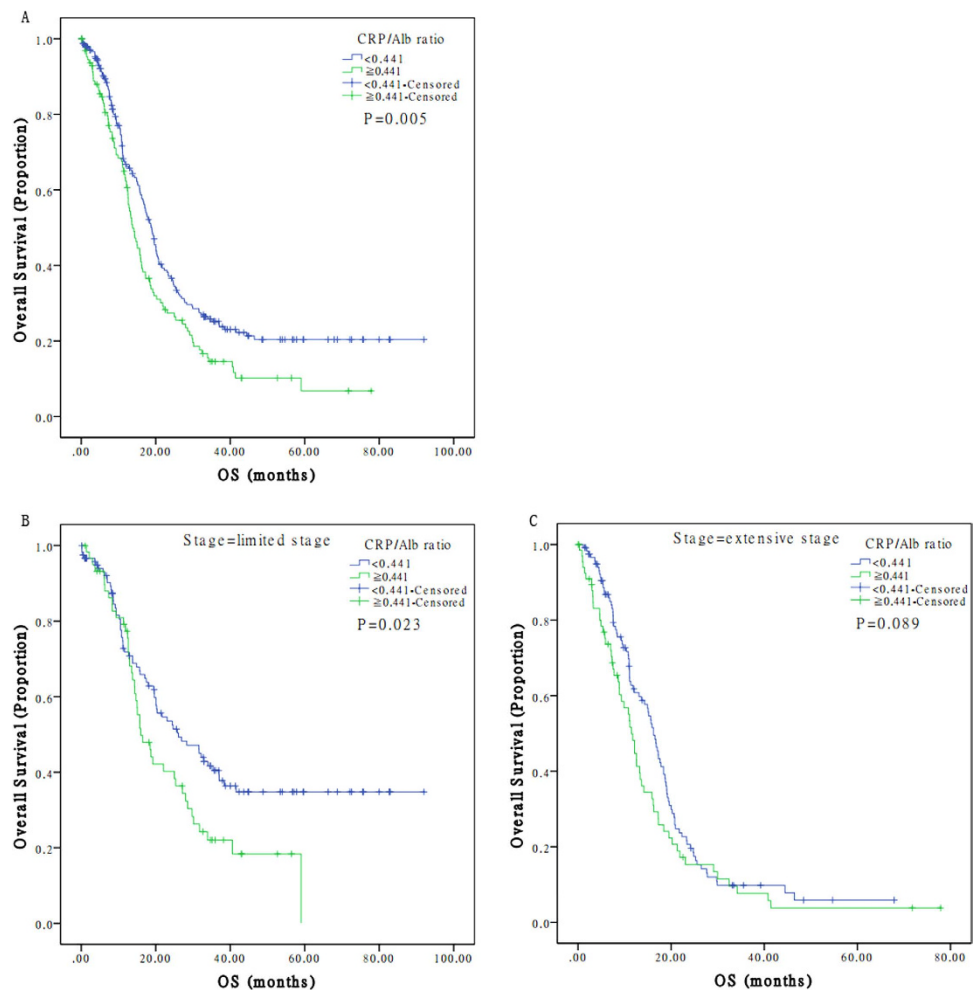 A
CRP/Alb ratio
<0.441
≧0.441
<0.441-Censored
≧0.441-Censored
P=0.005
1.0
0.8
0.6
0.4
0.2
0.0
Overall Survival (Proportion)
.00 20.00 40.00 60.00 80.00 100.00
OS (months)
B
Stage=limited stage
CRP/Alb ratio
<0.441
≧0.441
<0.441-Censored
≧0.441-Censored
P=0.023
1.0
0.8
0.6
0.4
0.2
0.0
Overall Survival (Proportion)
.00 20.00 40.00 60.00 80.00 100.00
OS (months)
C
Stage=extensive stage
CRP/Alb ratio
<0.441
≧0.441
<0.441-Censored
≧0.441-Censored
P=0.089
1.0
0.8
0.6
0.4
0.2
0.0
Overall Survival (Proportion)
.00 20.00 40.00 60.00 80.00
OS (months)